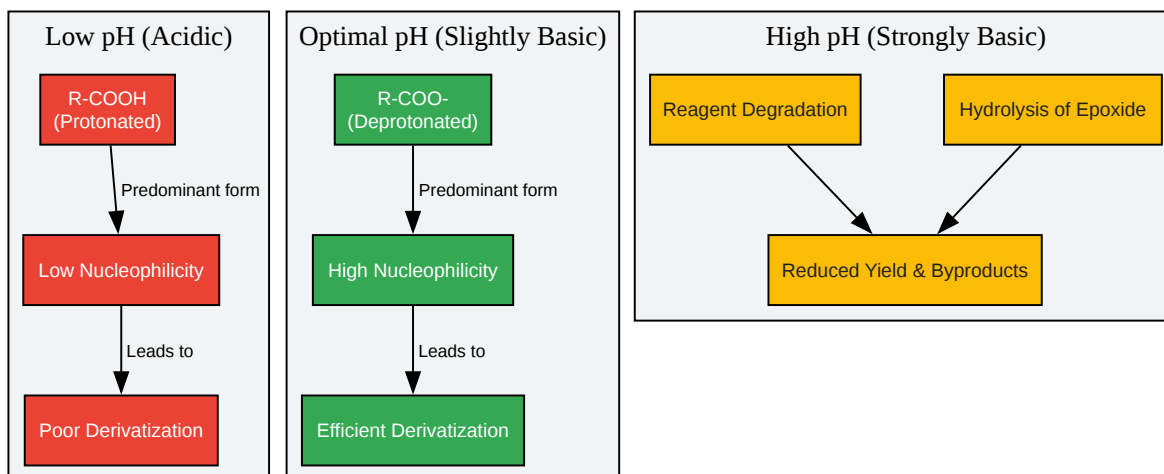 Low pH (Acidic)
R-COOH
(Protonated)
Predominant form
Low Nucleophilicity
Leads to
Poor Derivatization
Optimal pH (Slightly Basic)
R-COO-
(Deprotonated)
Predominant form
High Nucleophilicity
Leads to
Efficient Derivatization
High pH (Strongly Basic)
Reagent Degradation
Hydrolysis of Epoxide
Reduced Yield & Byproducts